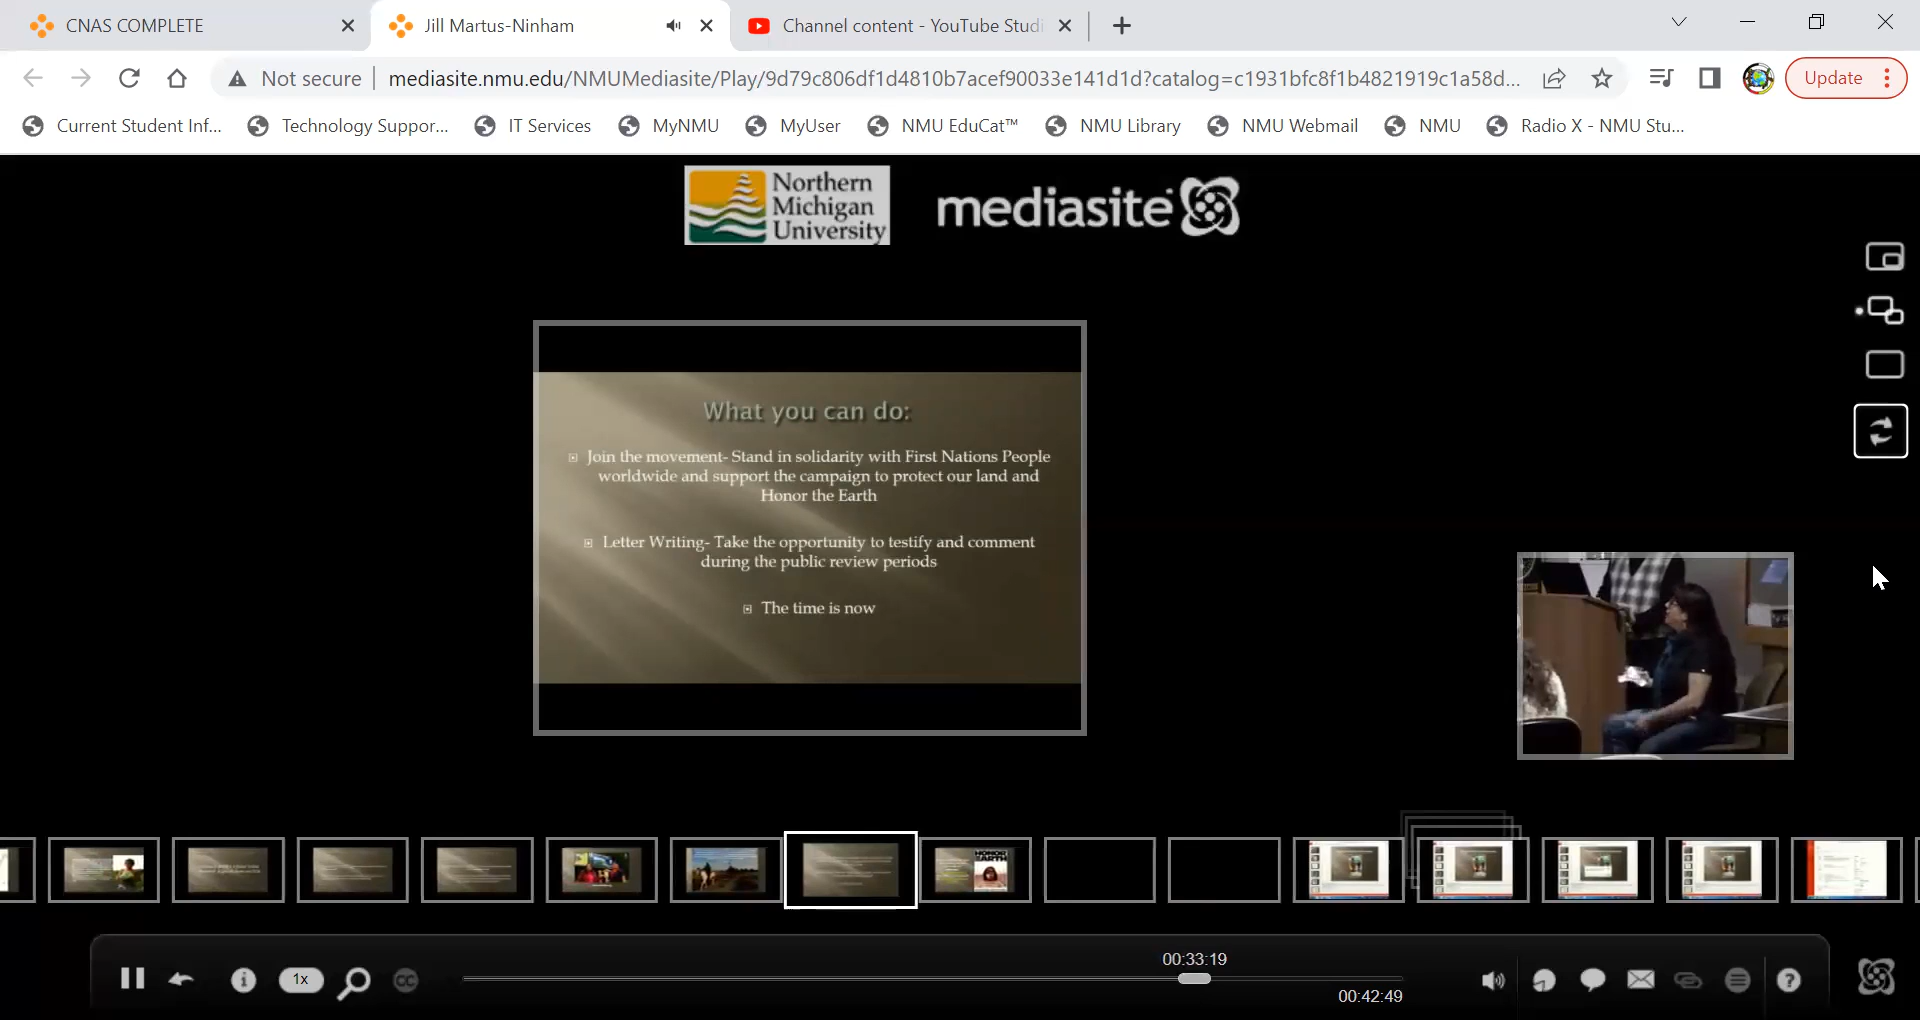 CNAS COMPLETE
Jill Martus-Ninham
Channel content - YouTube Studi
Not secure
mediasite.nmu.edu/NMUMediasite/Play/9d79c806df1d4810b7acef90033e141d1d?catalog=c1931bfc8f1b4821919c1a58d...
Update
Current Student Inf...
Technology Suppor...
IT Services
MyNMU
MyUser
NMU EduCat™
NMU Library
NMU Webmail
NMU
Radio X - NMU Stu...
Northern
Michigan
University
mediasite
What you can do:
Join the movement- Stand in solidarity with First Nations People
worldwide and support the campaign to protect our land and
Honor the Earth
Letter Writing- Take the opportunity to testify and comment
during the public review periods
The time is now
HONOR
EARTH
00:33:19
1x
CC
00:42:49